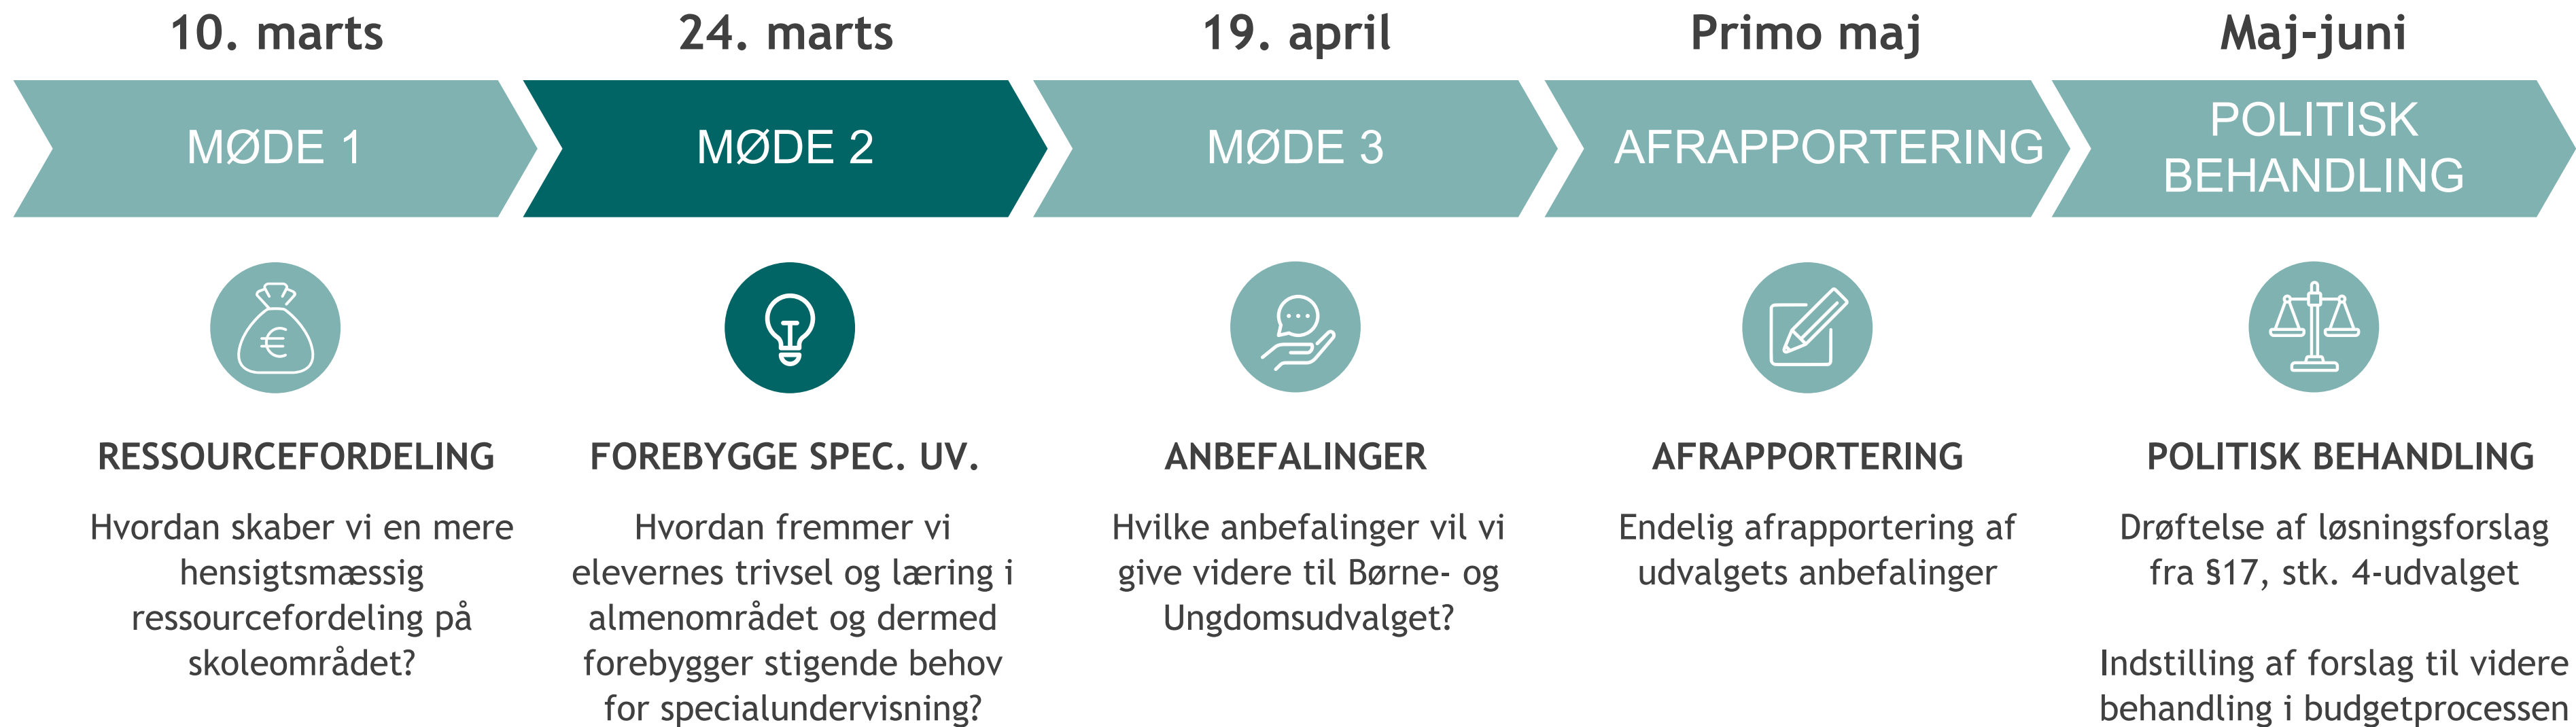 10. marts
24. marts
19. april
Primo maj
Maj-juni
MØDE 1
MØDE 2
MØDE 3
AFRAPPORTERING
POLITISK
BEHANDLING
€
RESSOURCEFORDELING
Hvordan skaber vi en mere
hensigtsmæssig
ressourcefordeling på
skoleområdet?
FOREBYGGE SPEC. UV.
Hvordan fremmer vi
elevernes trivsel og læring i
almenområdet og dermed
forebygger stigende behov
for specialundervisning?
ANBEFALINGER
Hvilke anbefalinger vil vi
give videre til Børne- og
Ungdomsudvalget?
AFRAPPORTERING
Endelig afrapportering af
udvalgets anbefalinger
POLITISK BEHANDLING
Drøftelse af løsningsforslag
fra §17, stk. 4-udvalget
Indstilling af forslag til videre
behandling i budgetprocessen